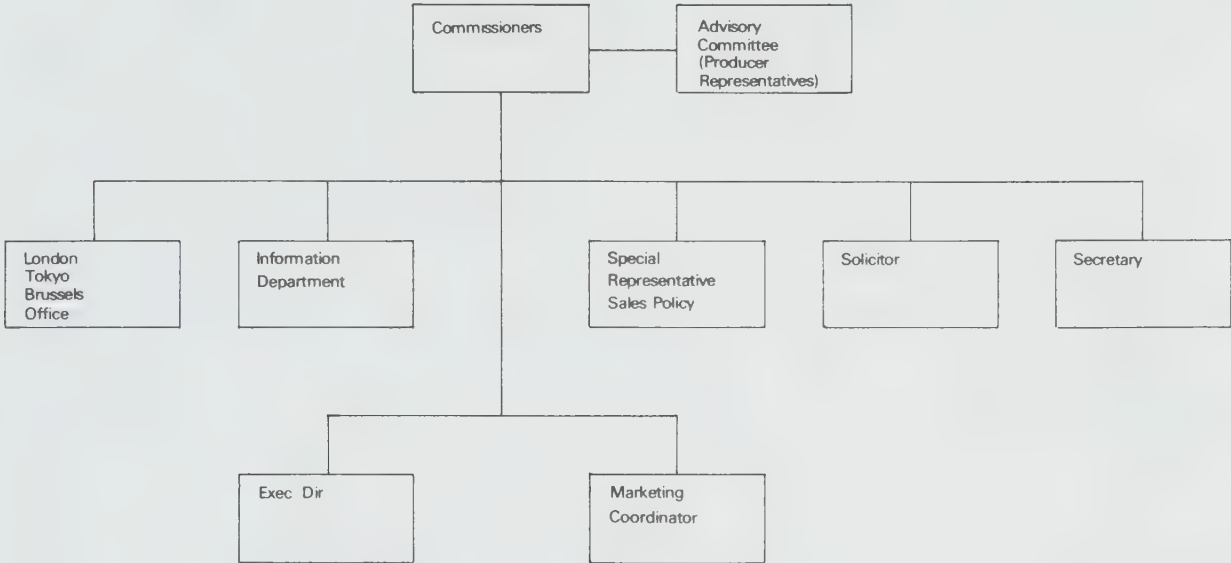 Commissioners
Advisory
Committee
(Producer
Representatives)
London
Tokyo
Brussels
Office
Information
Department
Special
Representative
Sales Policy
Solicitor
Secretary
Exec Dir
Marketing
Coordinator